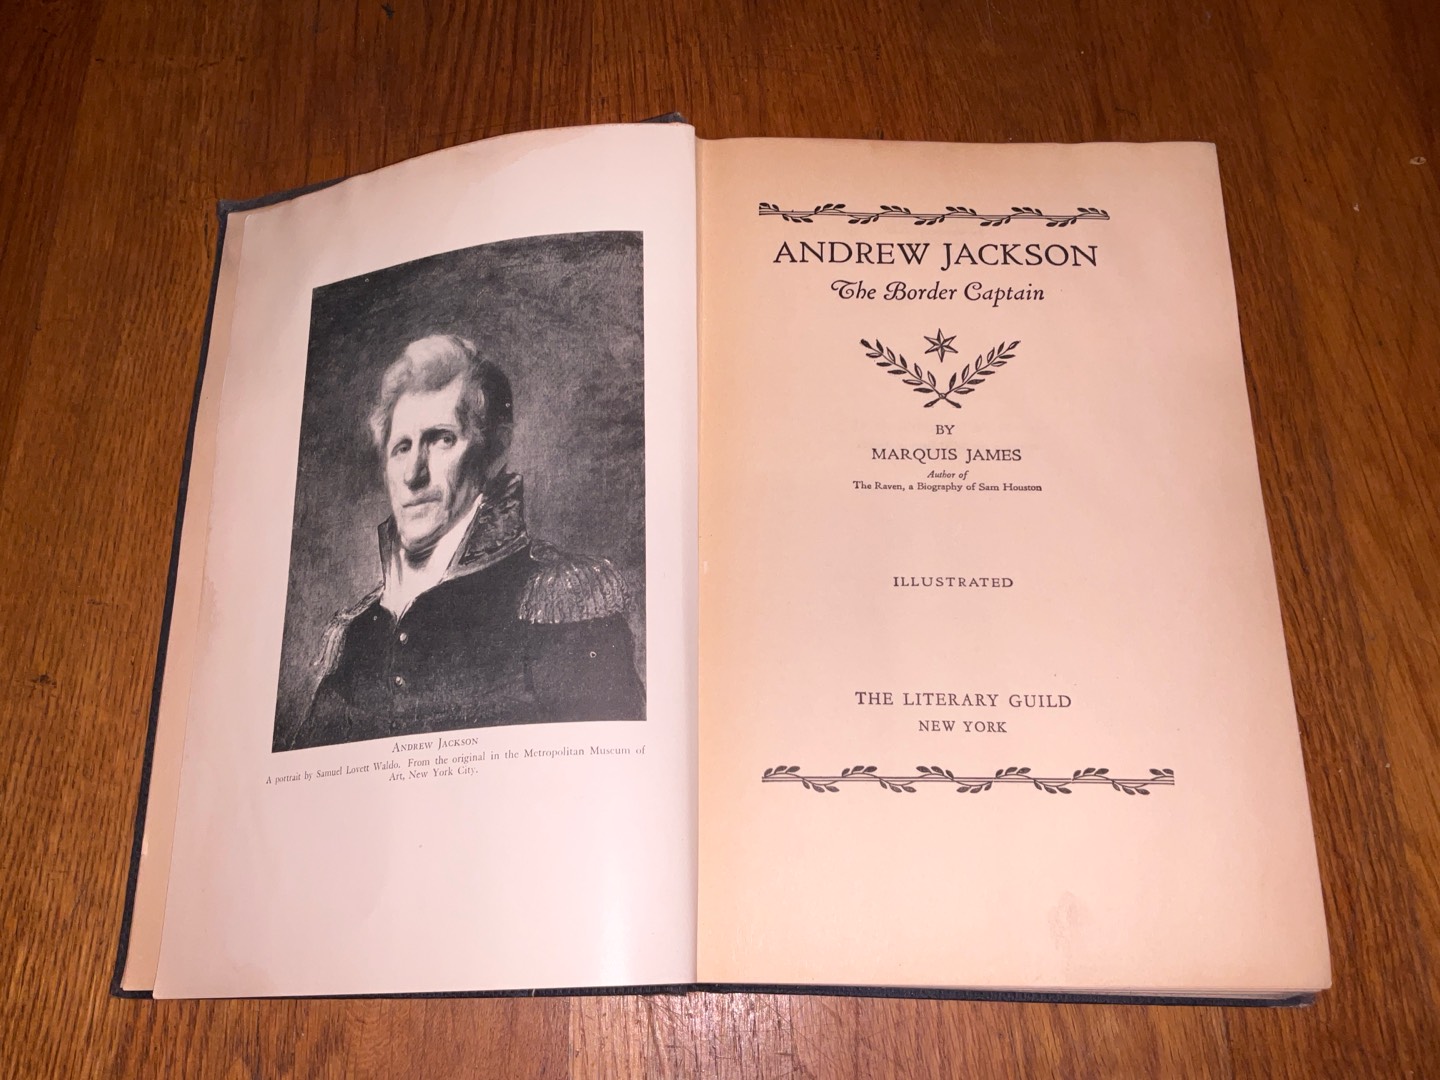 ANDREW JACKSON
A portrait by Samuel Lovett Waldo. From the original in the Metropolitan Museum of
Art, New York City.
ANDREW JACKSON
The Border Captain
BY
MARQUIS JAMES
Author of
The Raven, a Biography of Sam Houston
ILLUSTRATED
THE LITERARY GUILD
NEW YORK